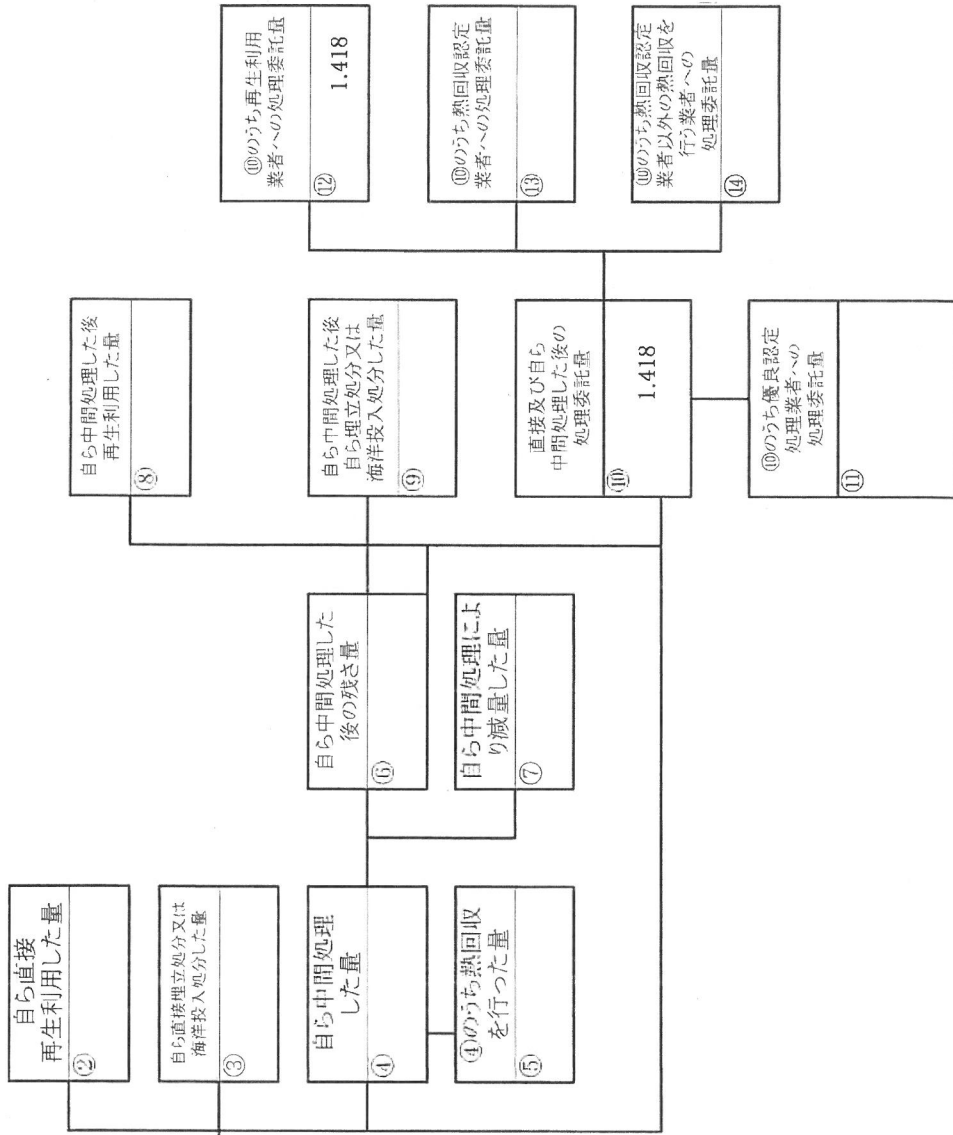 自ら直接
再生利用した量
②
自ら直接埋立処分又は
海洋投入処分した量
③
自ら中間処理
した量
④
④のうち熱回収
を行った量
⑤
自ら中間処理した
後の残さ量
⑥
自ら中間処理によ
り減量した量
⑦
自ら中間処理した後
再生利用した量
⑧
自ら中間処理した後
自ら埋立処分又は
海洋投入処分した量
⑨
直接及び自ら
中間処理した後の
処理委託量
⑩
1.418
⑩のうち優良認定
処理業者への
処理委託量
⑪
⑩のうち再生利用
業者への処理委託量
⑫
1.418
⑩のうち熱回収認定
業者への処理委託量
⑬
⑩のうち熱回収認定
業者以外の熱回収を
行う業者への
処理委託量
⑭